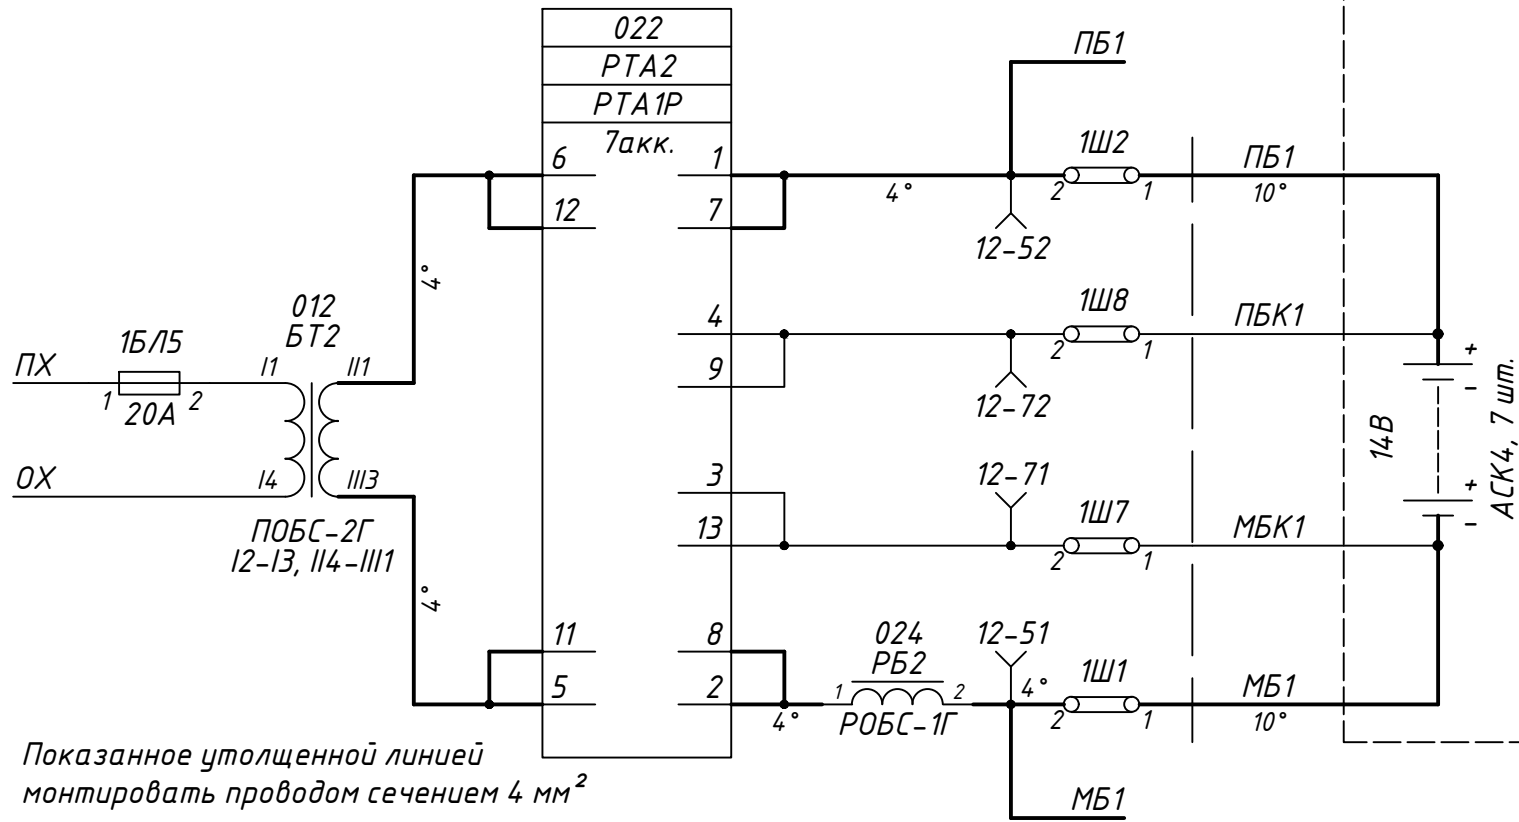 022
РТА2
РТА1Р
7акк.
6
12
11
5
1
7
4
9
3
13
8
2
ПХ
1БЛ5
1
2
20А
ОХ
012
БТ2
I1
I4
II1
III3
ПОБС-2Г
I2-I3, II4-III1
4°
4°
ПБ1
4°
12-52
1Ш2
2
1
ПБ1
10°
12-72
1Ш8
2
1
ПБК1
12-71
1Ш7
2
1
МБК1
4°
024
РБ2
1
2
РОБС-1Г
12-51
4°
1Ш1
2
1
МБ1
10°
МБ1
14В
+
-
+
-
АСК4, 7 шт.
Показанное утолщенной линией
монтировать проводом сечением 4 мм²